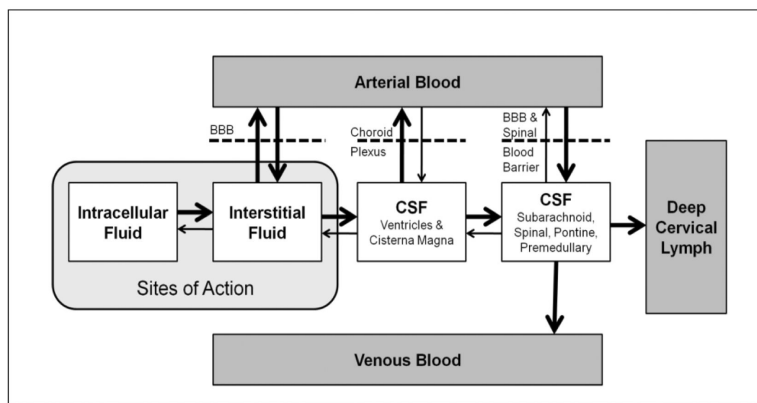 Arterial Blood
BBB
Choroid
Plexus
BBB &
Spinal
Blood
Barrier
Intracellular
Fluid
Interstitial
Fluid
CSF
Ventricles &
Cisterna Magna
CSF
Subarachnoid,
Spinal, Pontine,
Premedullary
Deep
Cervical
Lymph
Sites of Action
Venous Blood